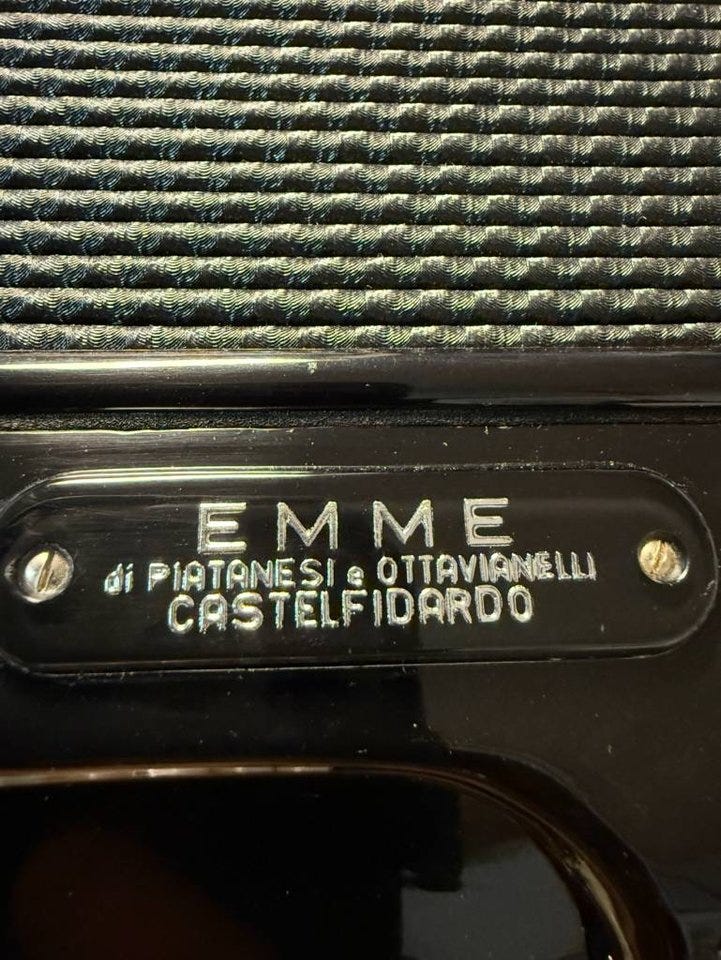 EMME
di PIATANESI e OTTAVIANELLI
CASTELFIDARDO